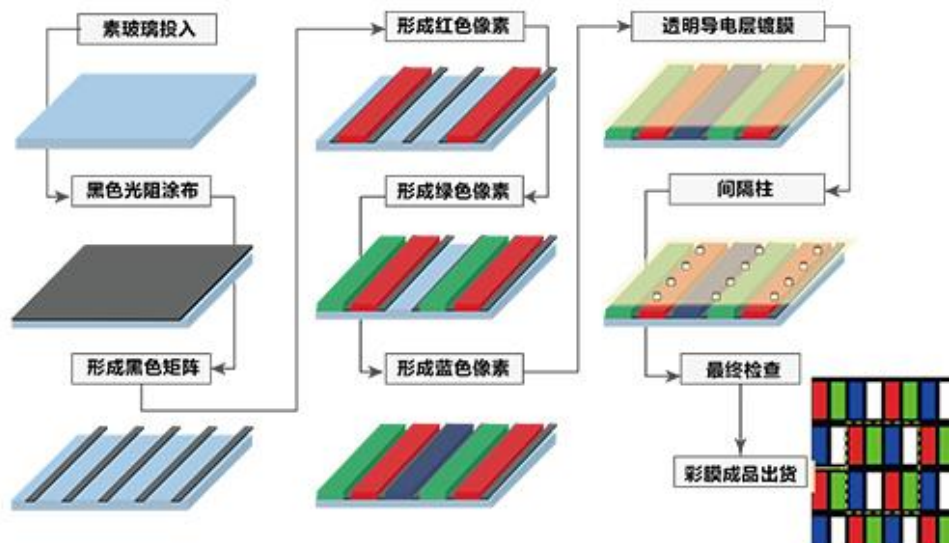 素玻璃投入
黑色光阻涂布
形成黑色矩阵
形成红色像素
形成绿色像素
形成蓝色像素
透明导电层镀膜
间隔柱
最终检查
彩膜成品出货